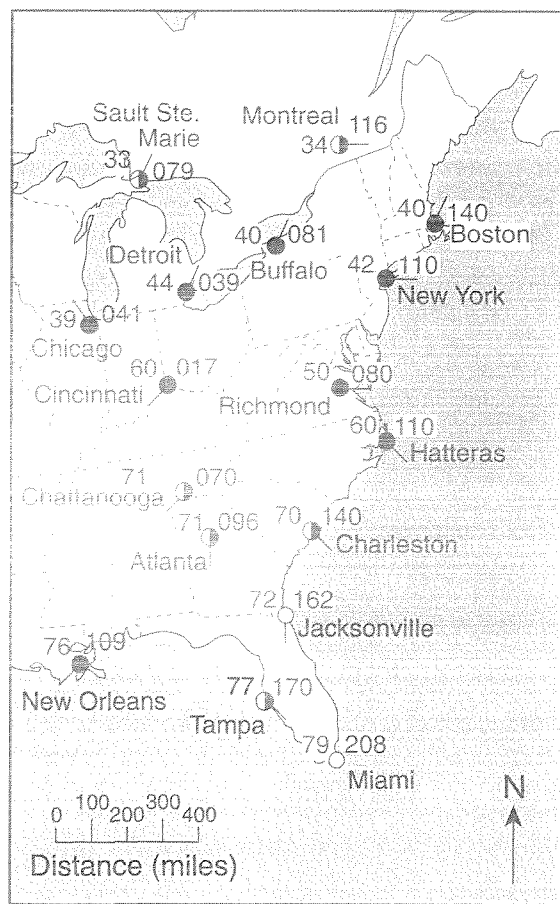 Sault Ste.
Marie
33 079
Montreal
34 116
40 140
Boston
40 081
Buffalo
Detroit
44 039
42 110
New York
39 041
Chicago
60 017
Cincinnati
50 080
Richmond
60 110
Hatteras
71 070
Chattanooga
71 096
Atlanta
70 140
Charleston
72 162
Jacksonville
76 109
New Orleans
77 170
Tampa
79 208
Miami
0 100 200 300 400
Distance (miles)
N